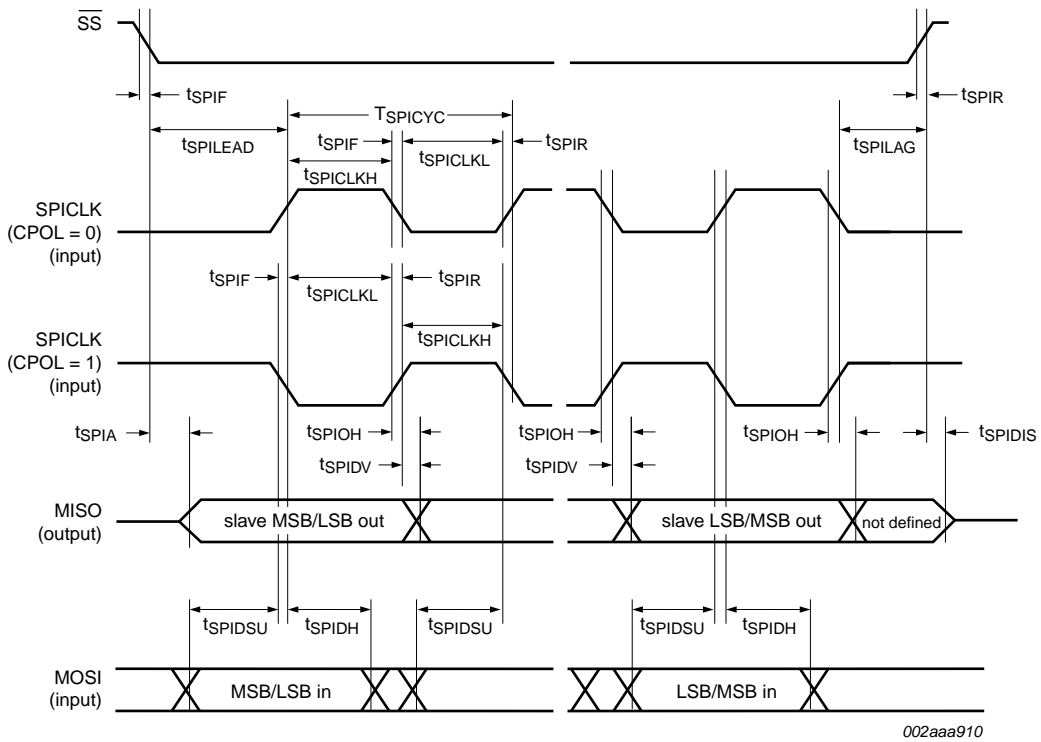 SS
tSPIF
tSPIR
TSPICYC
tSPILEAD
tSPIF
tSPICLKL
tSPIR
tSPILAG
tSPICLKH
SPICLK
(CPOL = 0)
(input)
tSPIF
tSPICLKL
tSPIR
SPICLK
(CPOL = 1)
(input)
tSPICLKH
tSPIA
tSPIOH
tSPIOH
tSPIOH
tSPIDIS
tSPIDV
tSPIDV
MISO
(output)
slave MSB/LSB out
slave LSB/MSB out
not defined
tSPIDSU
tSPIDH
tSPIDSU
tSPIDSU
tSPIDH
MOSI
(input)
MSB/LSB in
LSB/MSB in
002aaa910